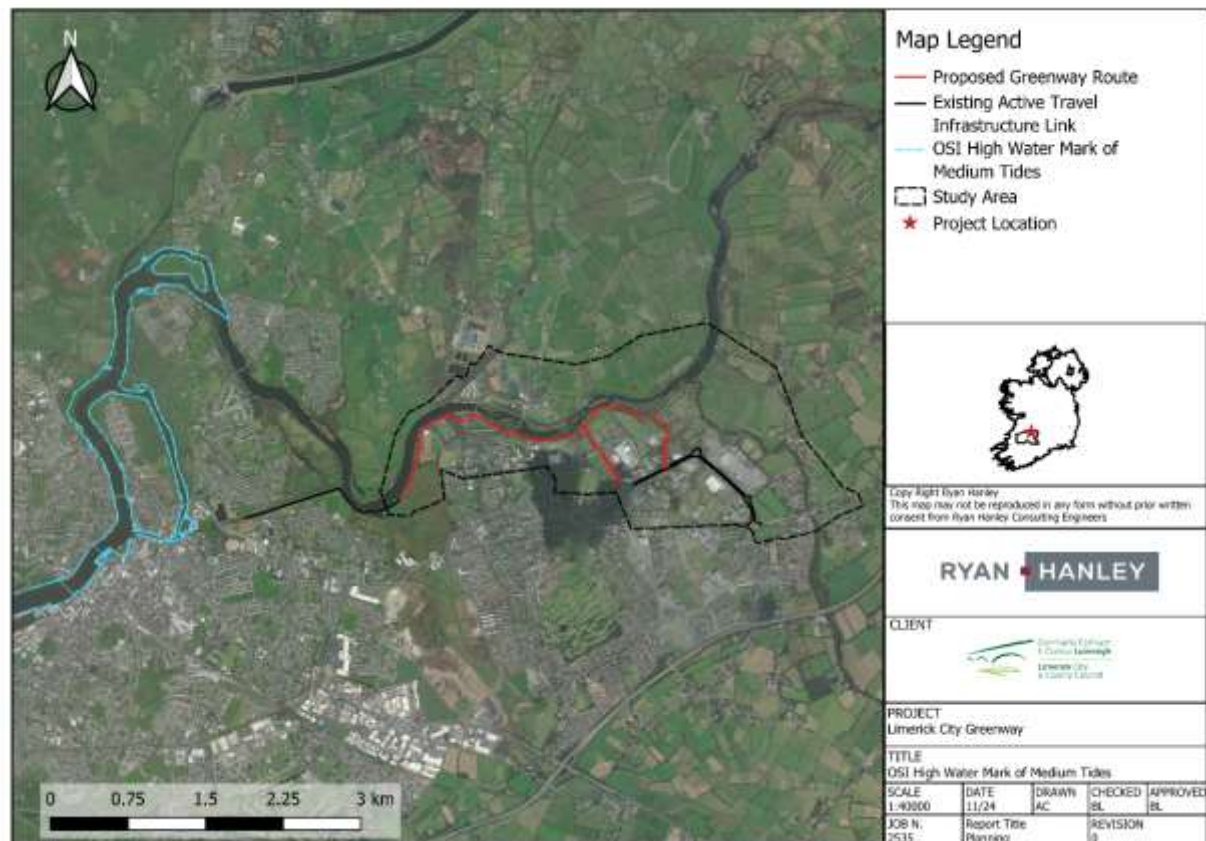 N
0 0.75 1.5 2.25 3 km
Map Legend
Proposed Greenway Route
Existing Active Travel
Infrastructure Link
OSI High Water Mark of
Medium Tides
Study Area
Project Location
Copy Right Ryan Hanley
This map may not be reproduced in any form without prior written
consent from Ryan Hanley Consulting Engineers
RYAN HANLEY
CLIENT
Limerick City
& County Council
PROJECT
Limerick City Greenway
TITLE
OSI High Water Mark of Medium Tides
SCALE DATE DRAWN CHECKED APPROVED
1:40000 11/24 AC BL BL
JOB N. Report Title REVISION
2535 Planning 0